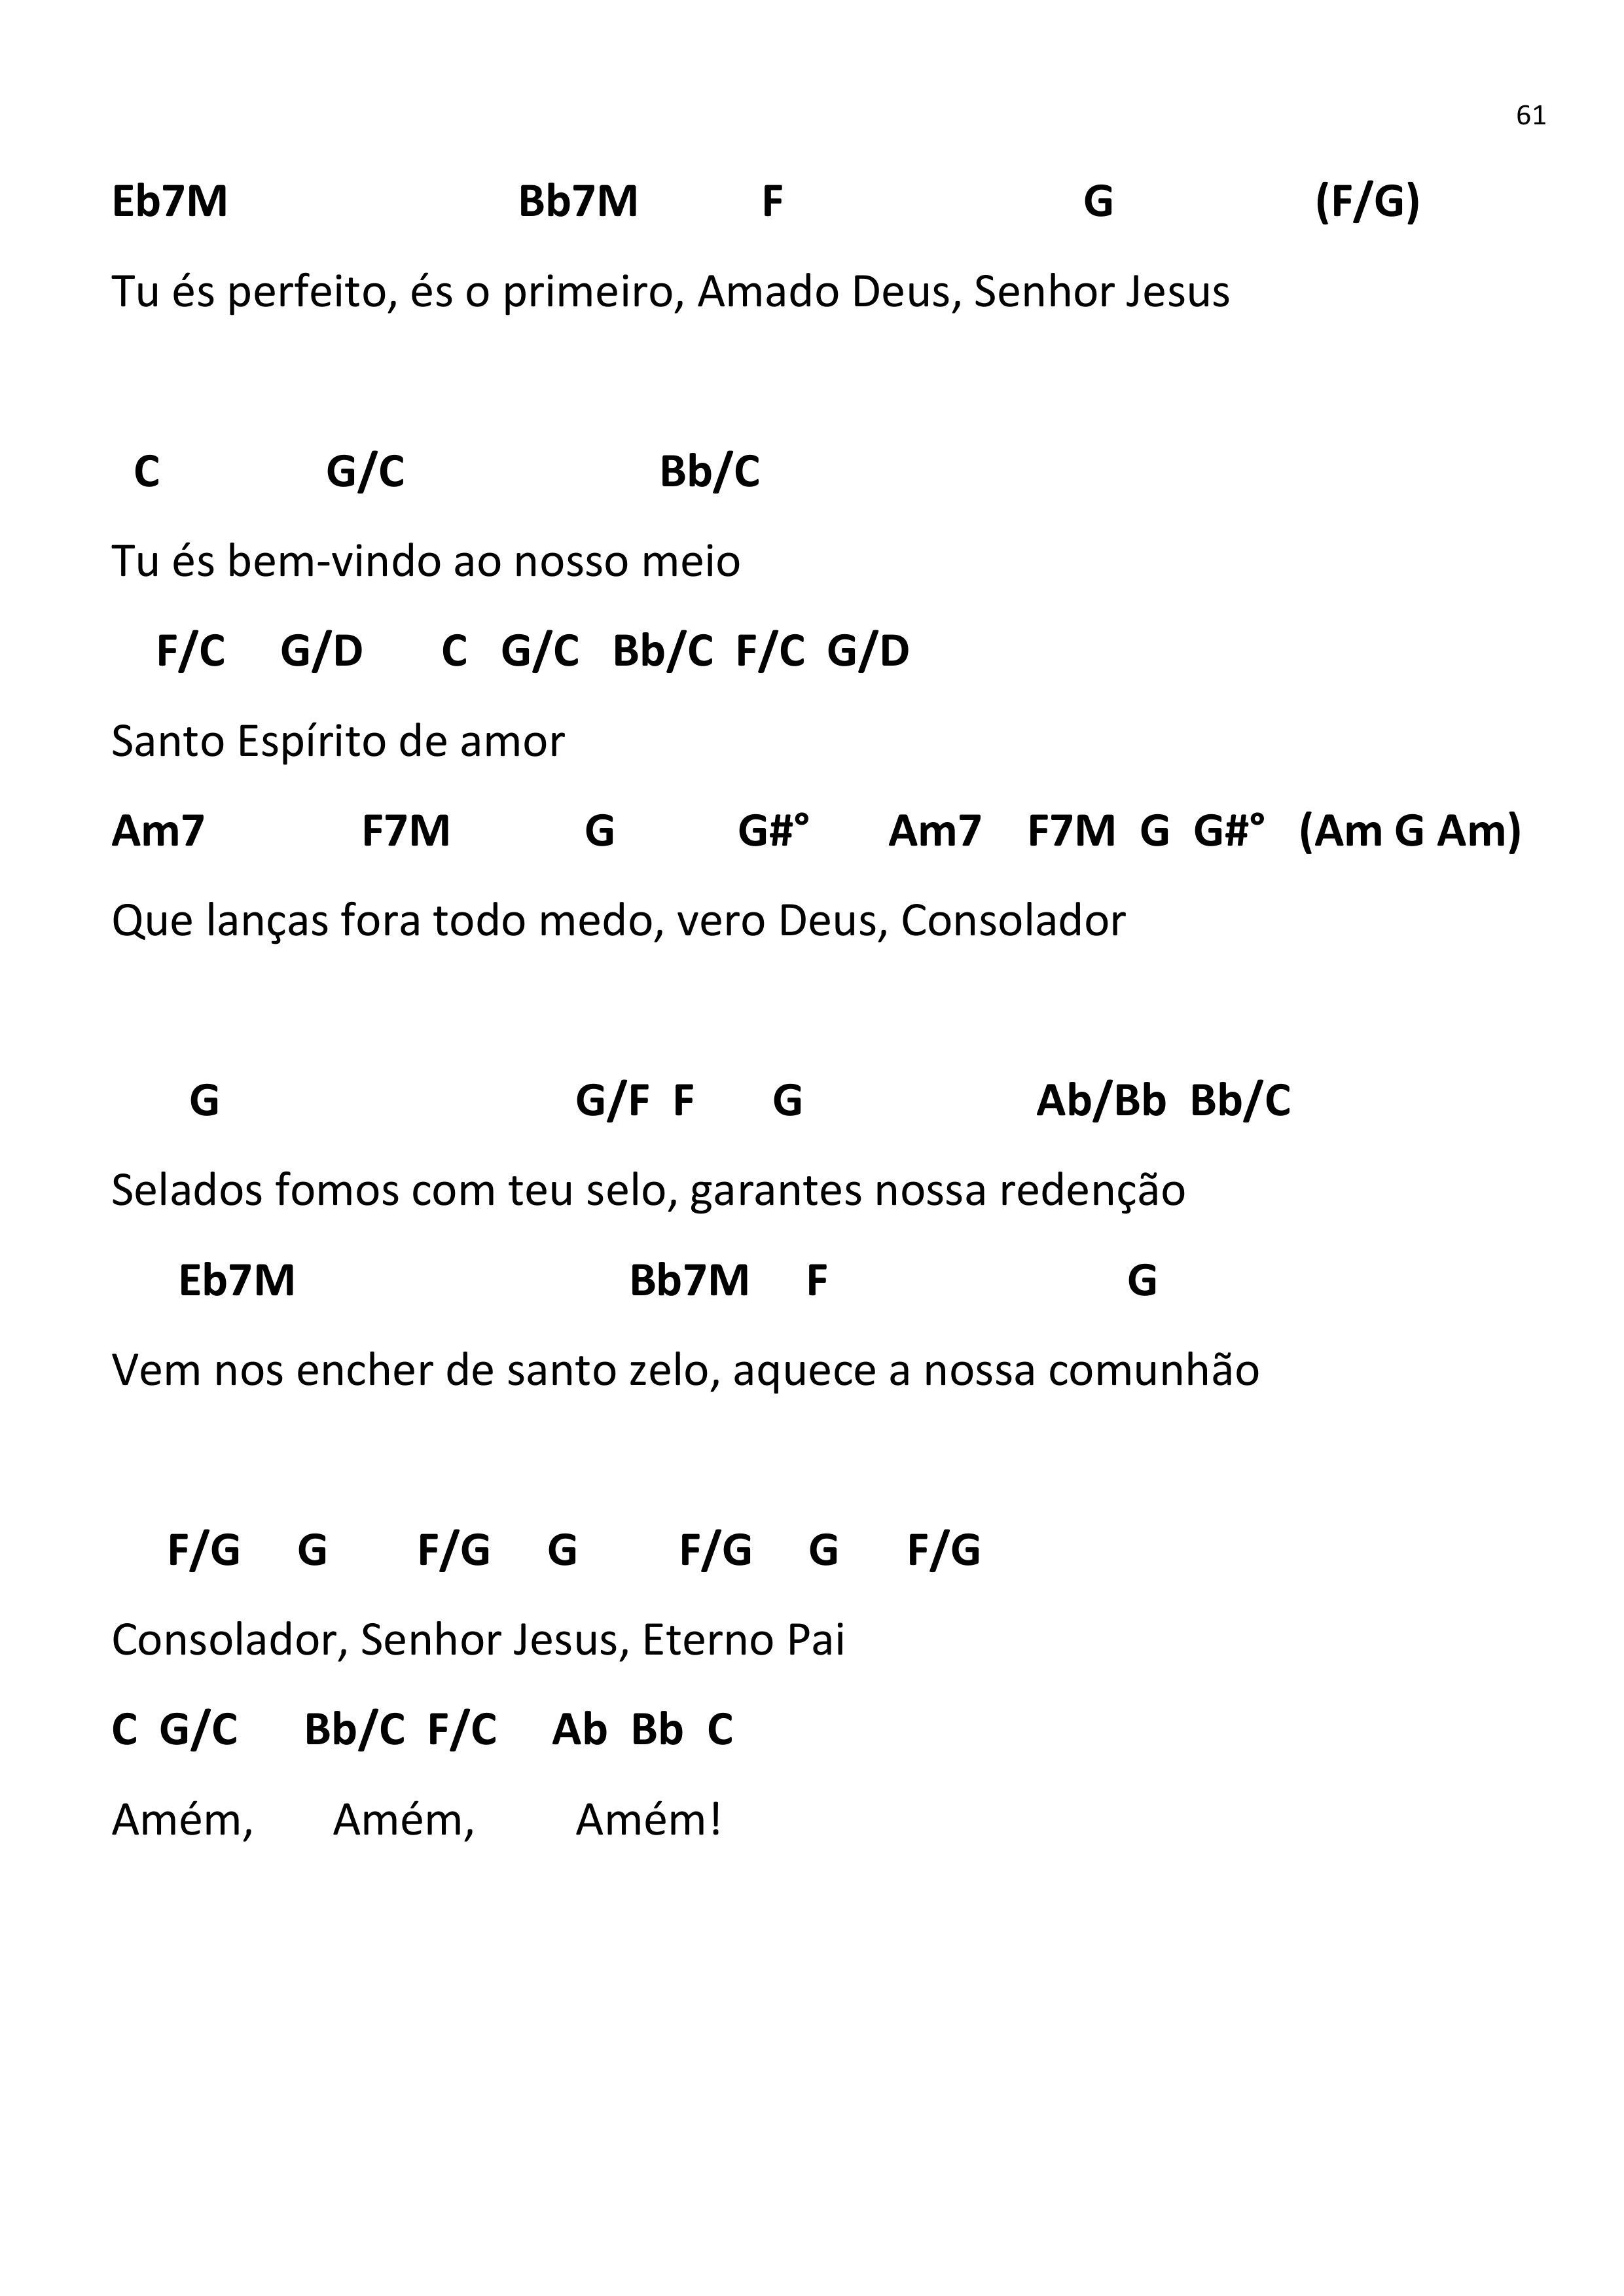 61
Eb7M Bb7M F G (F/G)
Tu és perfeito, és o primeiro, Amado Deus, Senhor Jesus
C G/C Bb/C
Tu és bem-vindo ao nosso meio
F/C G/D C G/C Bb/C F/C G/D
Santo Espírito de amor
Am7 F7M G G#° Am7 F7M G G#° (Am G Am)
Que lanças fora todo medo, vero Deus, Consolador
G G/F F G Ab/Bb Bb/C
Selados fomos com teu selo, garantes nossa redenção
Eb7M Bb7M F G
Vem nos encher de santo zelo, aquece a nossa comunhão
F/G G F/G G F/G G F/G
Consolador, Senhor Jesus, Eterno Pai
C G/C Bb/C F/C Ab Bb C
Amém, Amém, Amém!